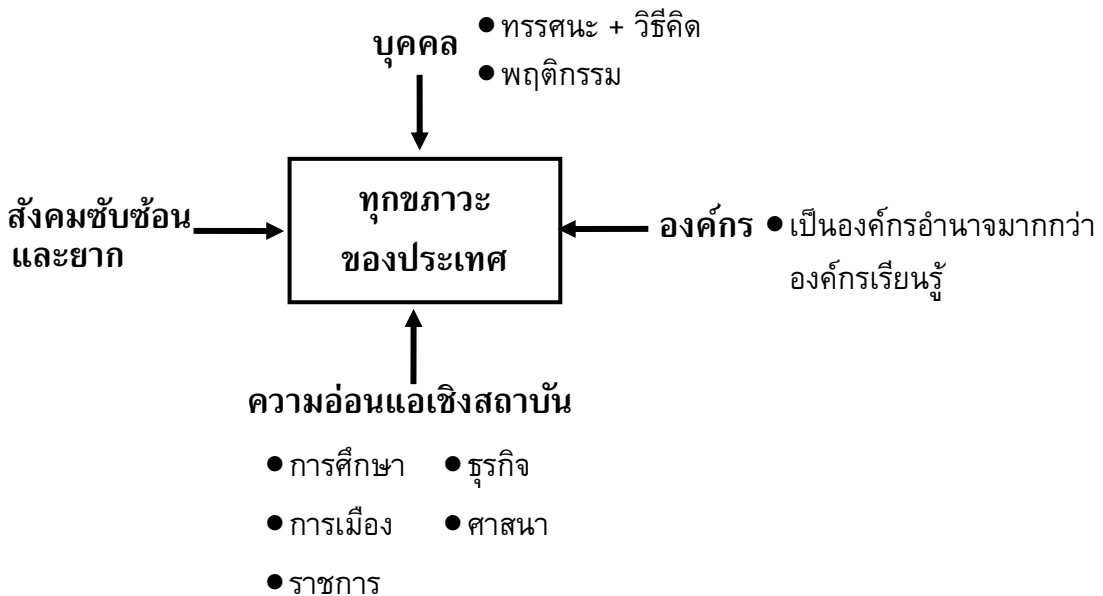 บุคคล
● ทรรศนะ + วิธีคิด
● พฤติกรรม
สังคมซับซ้อน
และยาก
ทุกขภาวะ
ของประเทศ
องค์กร ● เป็นองค์กรอำนาจมากกว่า
องค์กรเรียนรู้
ความอ่อนแอเชิงสถาบัน
● การศึกษา ● ธุรกิจ
● การเมือง ● ศาสนา
● ราชการ